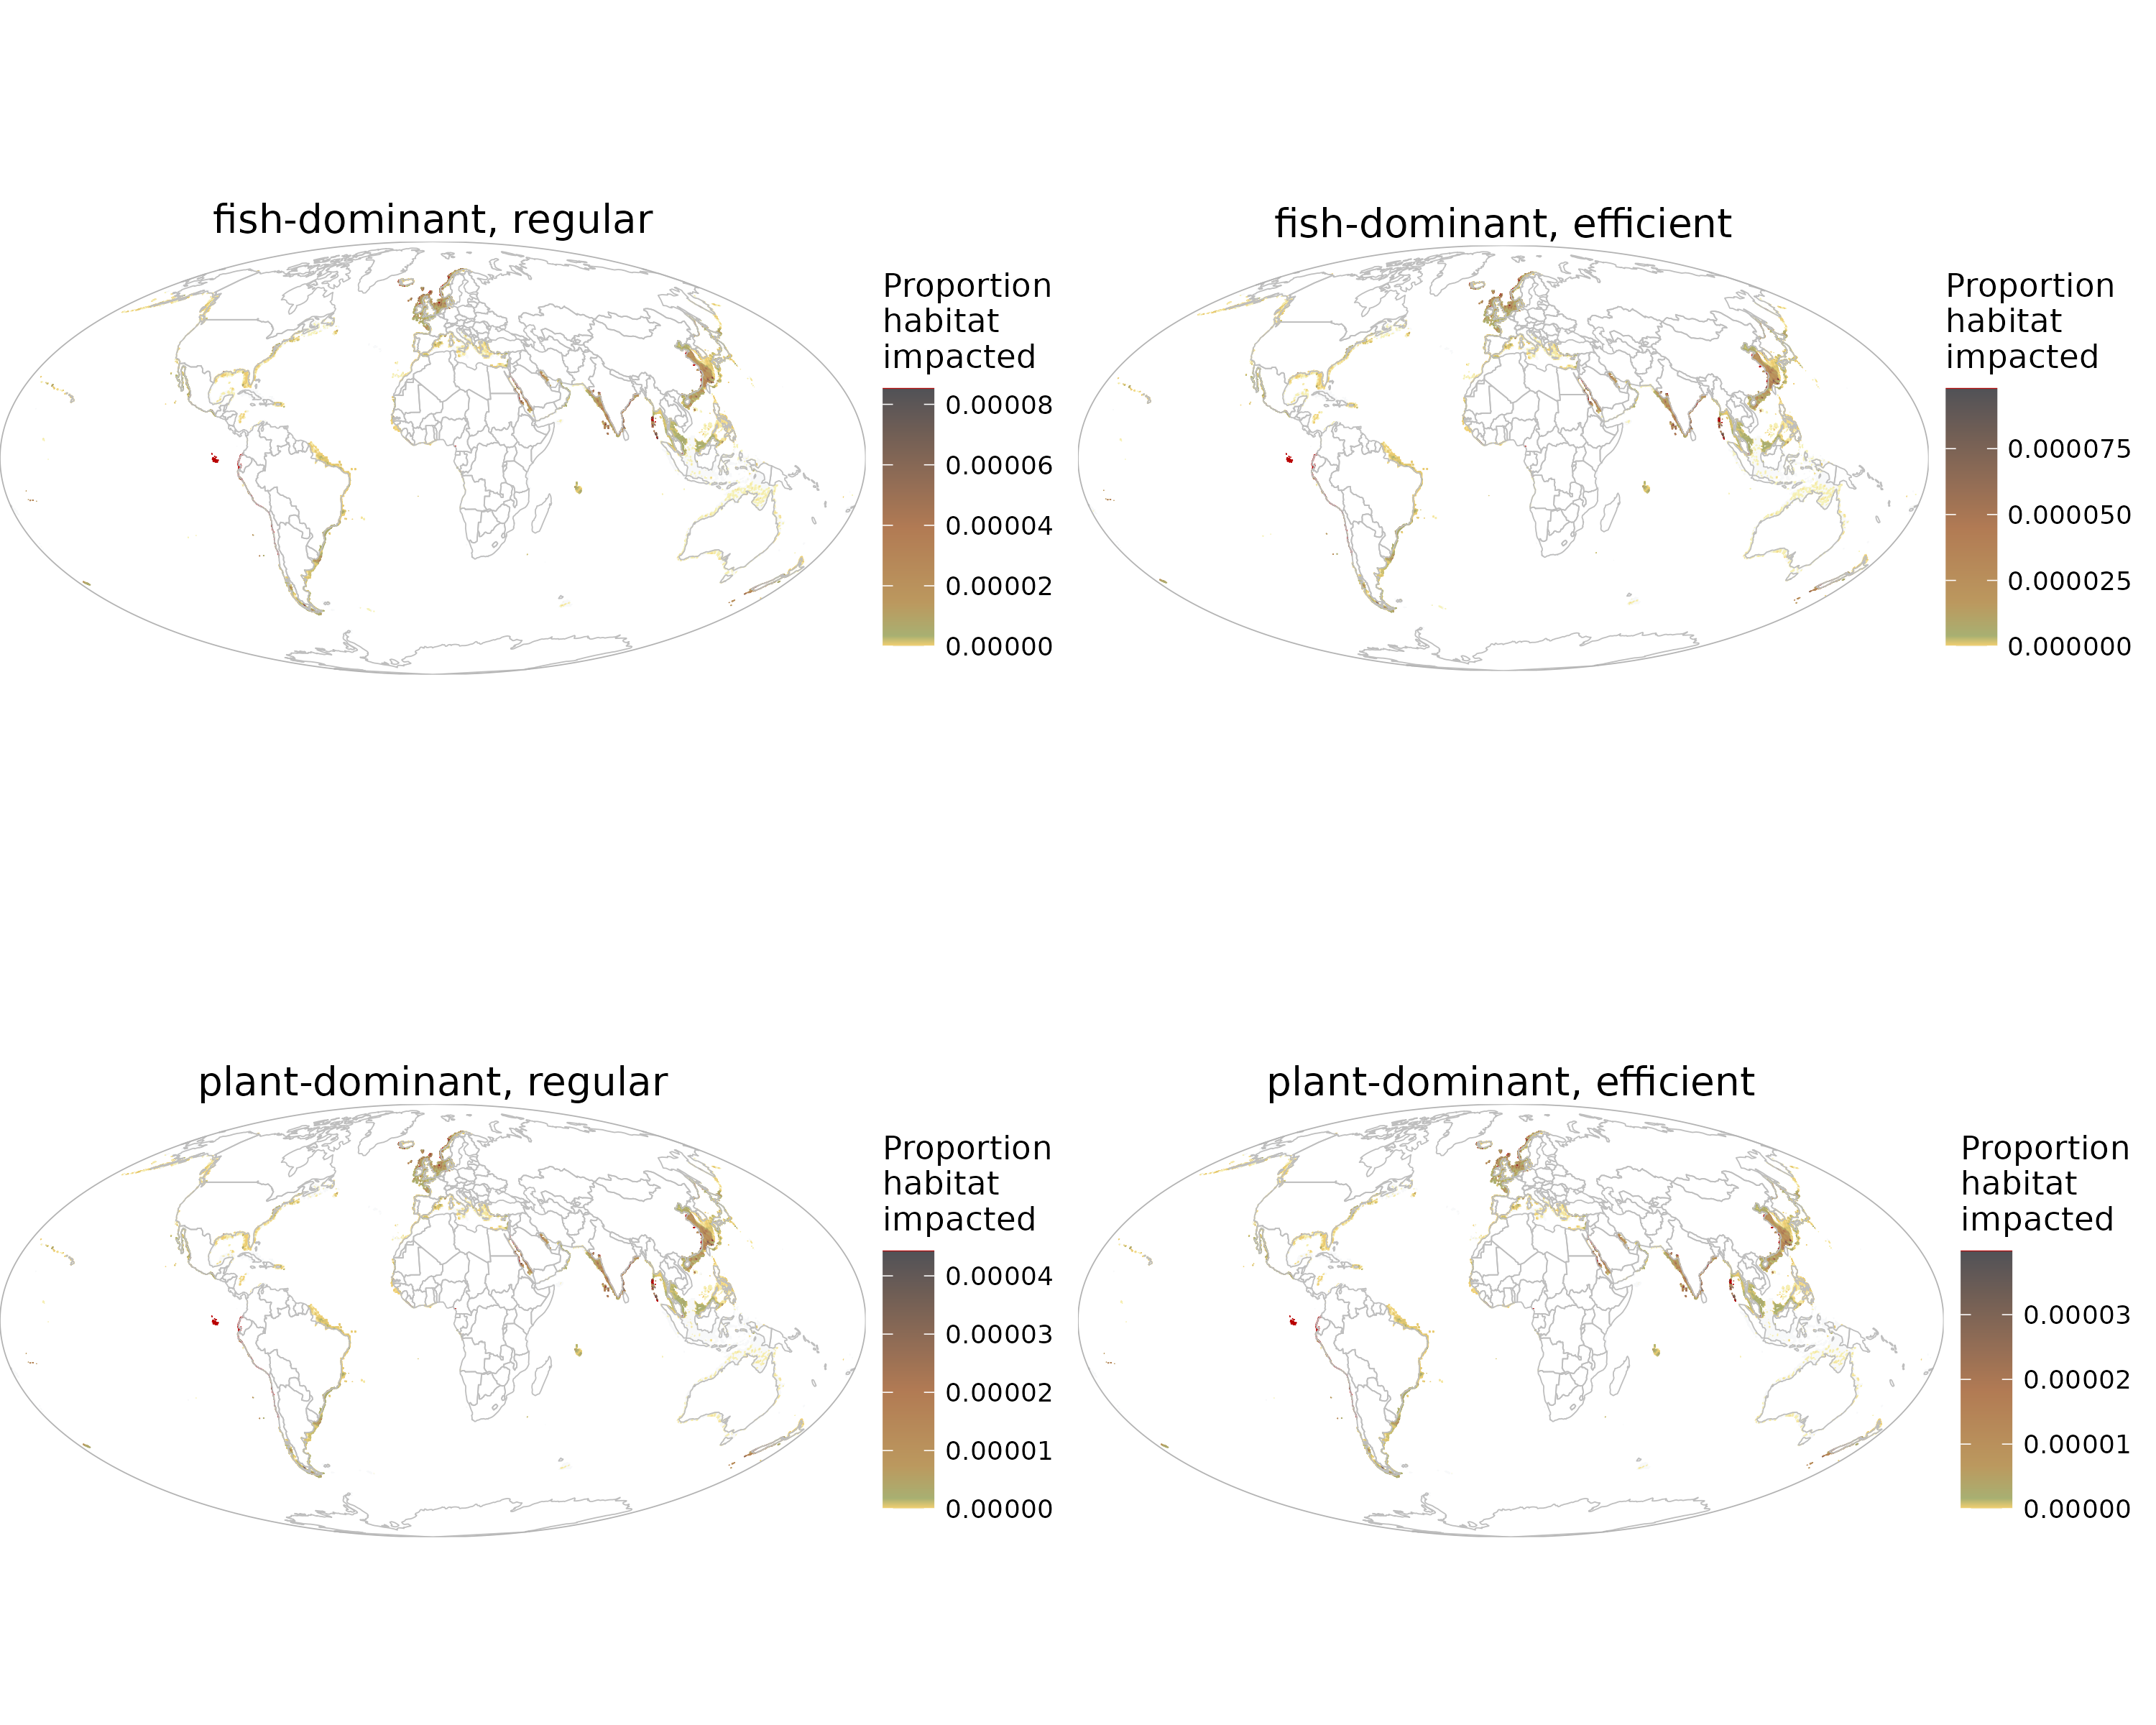 fish-dominant, regular
Proportion
habitat
impacted
0.00008
0.00006
0.00004
0.00002
0.00000
fish-dominant, efficient
Proportion
habitat
impacted
0.000075
0.000050
0.000025
0.000000
plant-dominant, regular
Proportion
habitat
impacted
0.00004
0.00003
0.00002
0.00001
0.00000
plant-dominant, efficient
Proportion
habitat
impacted
0.00003
0.00002
0.00001
0.00000